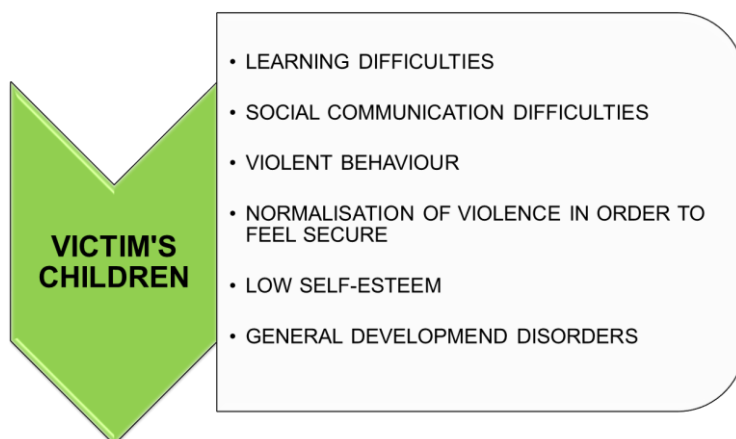 VICTIM'S
CHILDREN
• LEARNING DIFFICULTIES
• SOCIAL COMMUNICATION DIFFICULTIES
• VIOLENT BEHAVIOUR
• NORMALISATION OF VIOLENCE IN ORDER TO
FEEL SECURE
• LOW SELF-ESTEEM
• GENERAL DEVELOPMEND DISORDERS